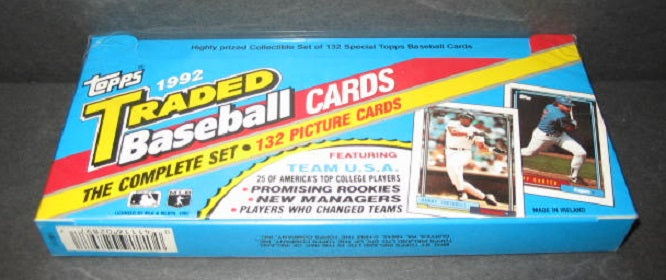 Highly prized Collectible Set of 132 Special Topps Baseball Cards
TOPPS
1992
TRADED
Baseball CARDS
THE COMPLETE SET • 132 PICTURE CARDS
FEATURING
TEAM U.S.A.
25 OF AMERICA'S TOP COLLEGE PLAYERS
• PROMISING ROOKIES
• NEW MANAGERS
• PLAYERS WHO CHANGED TEAMS
MADE IN IRELAND